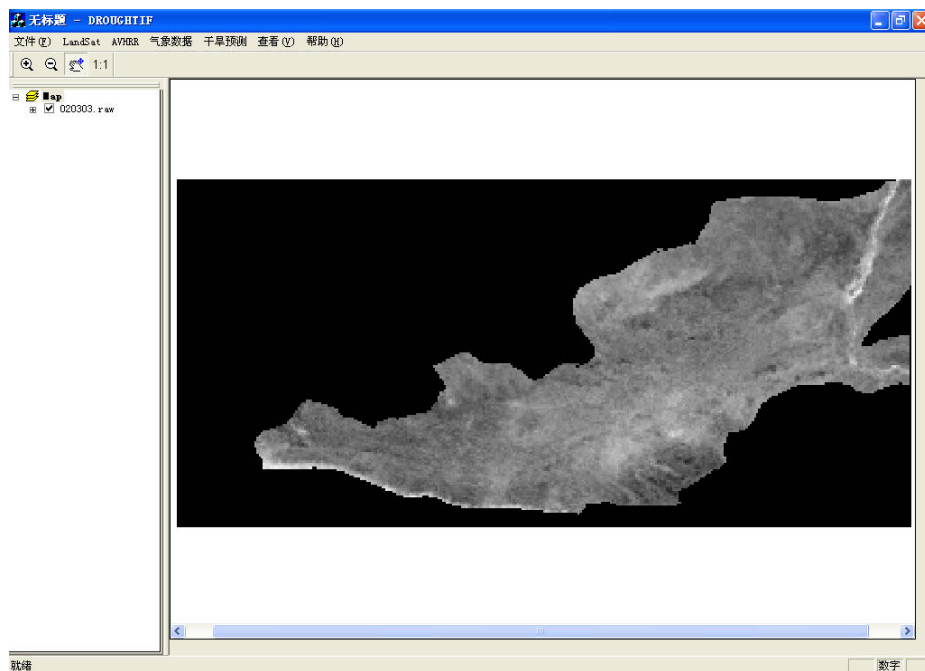 无标题 - DROUGHTIF
文件(F) LandSat AVHRR 气象数据 干旱预测 查看(V) 帮助(H)
1:1
Map
020303.raw
就绪
数字